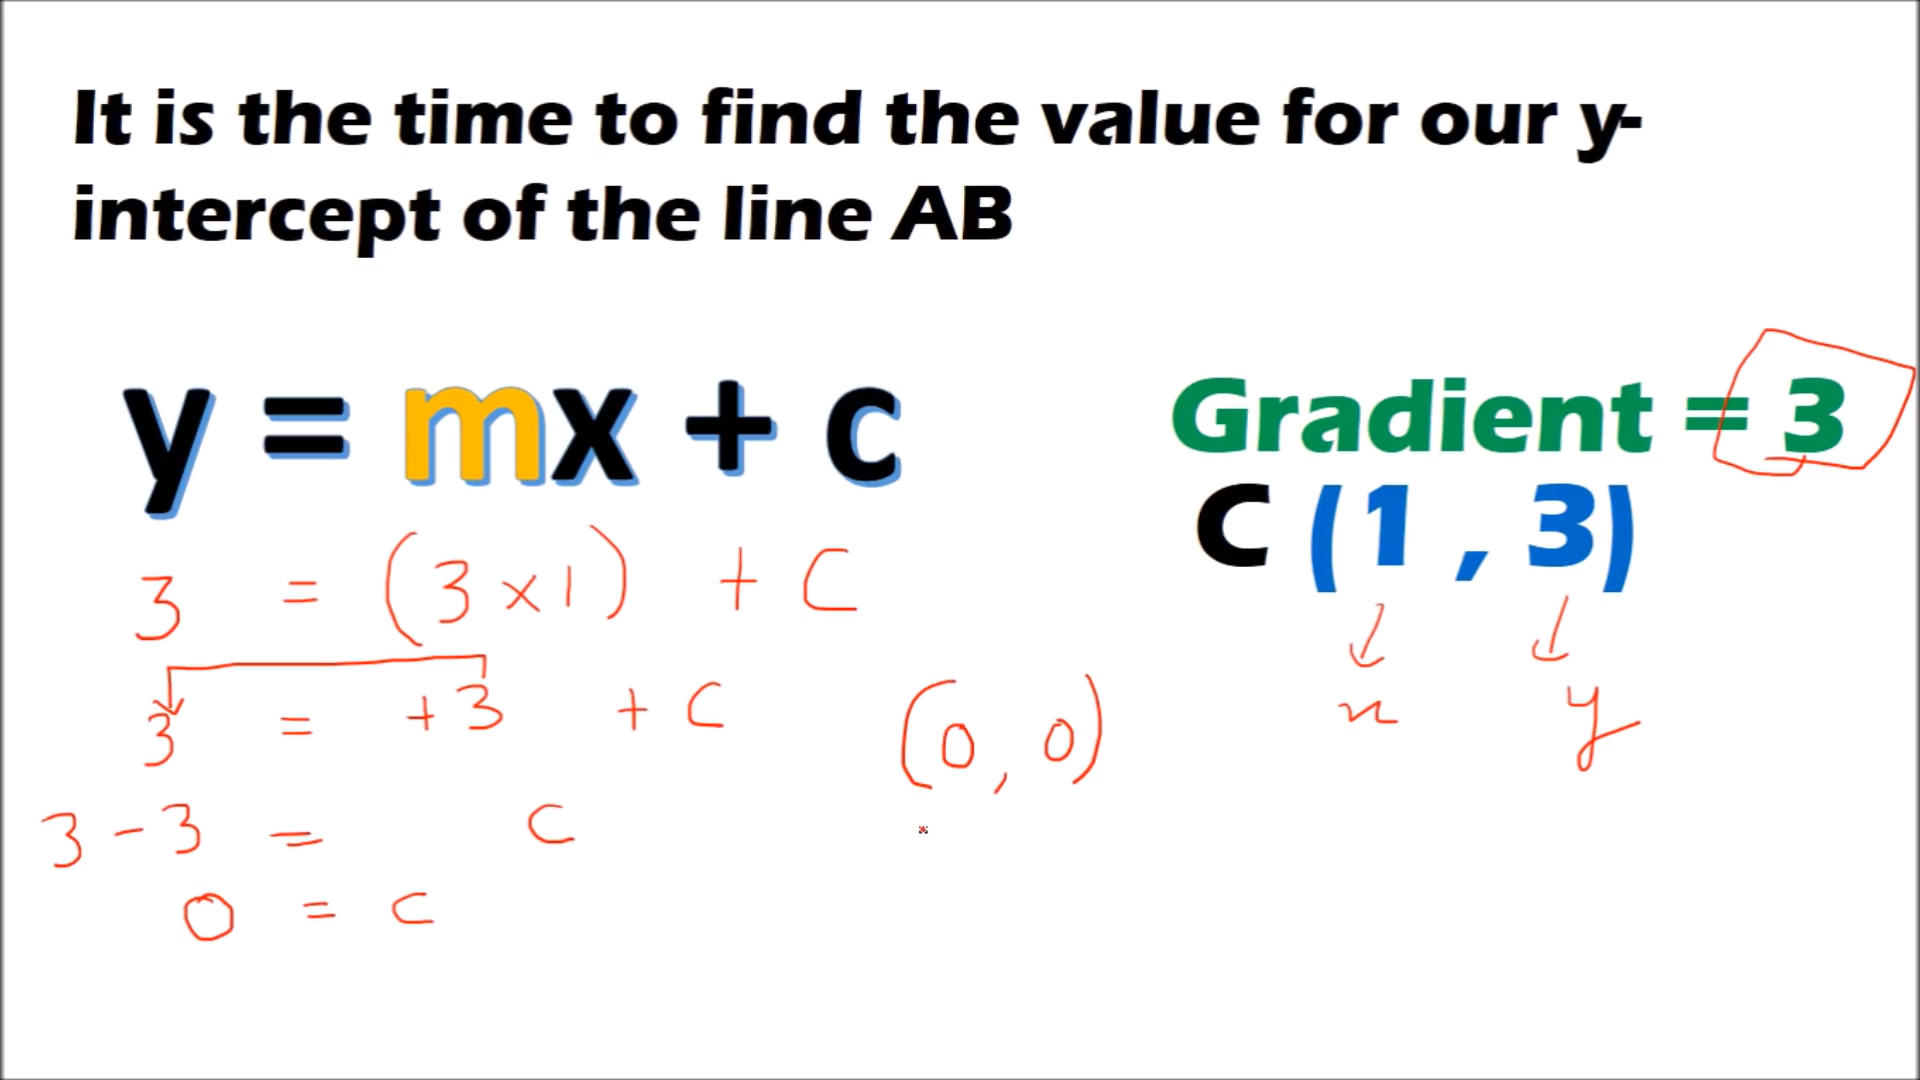 It is the time to find the value for our y-
intercept of the line AB
y = mx + c
Gradient = 3
C (1 , 3)
3 = (3 × 1) + C
x y
3 = +3 + C
(0, 0)
3 - 3 = C
0 = C